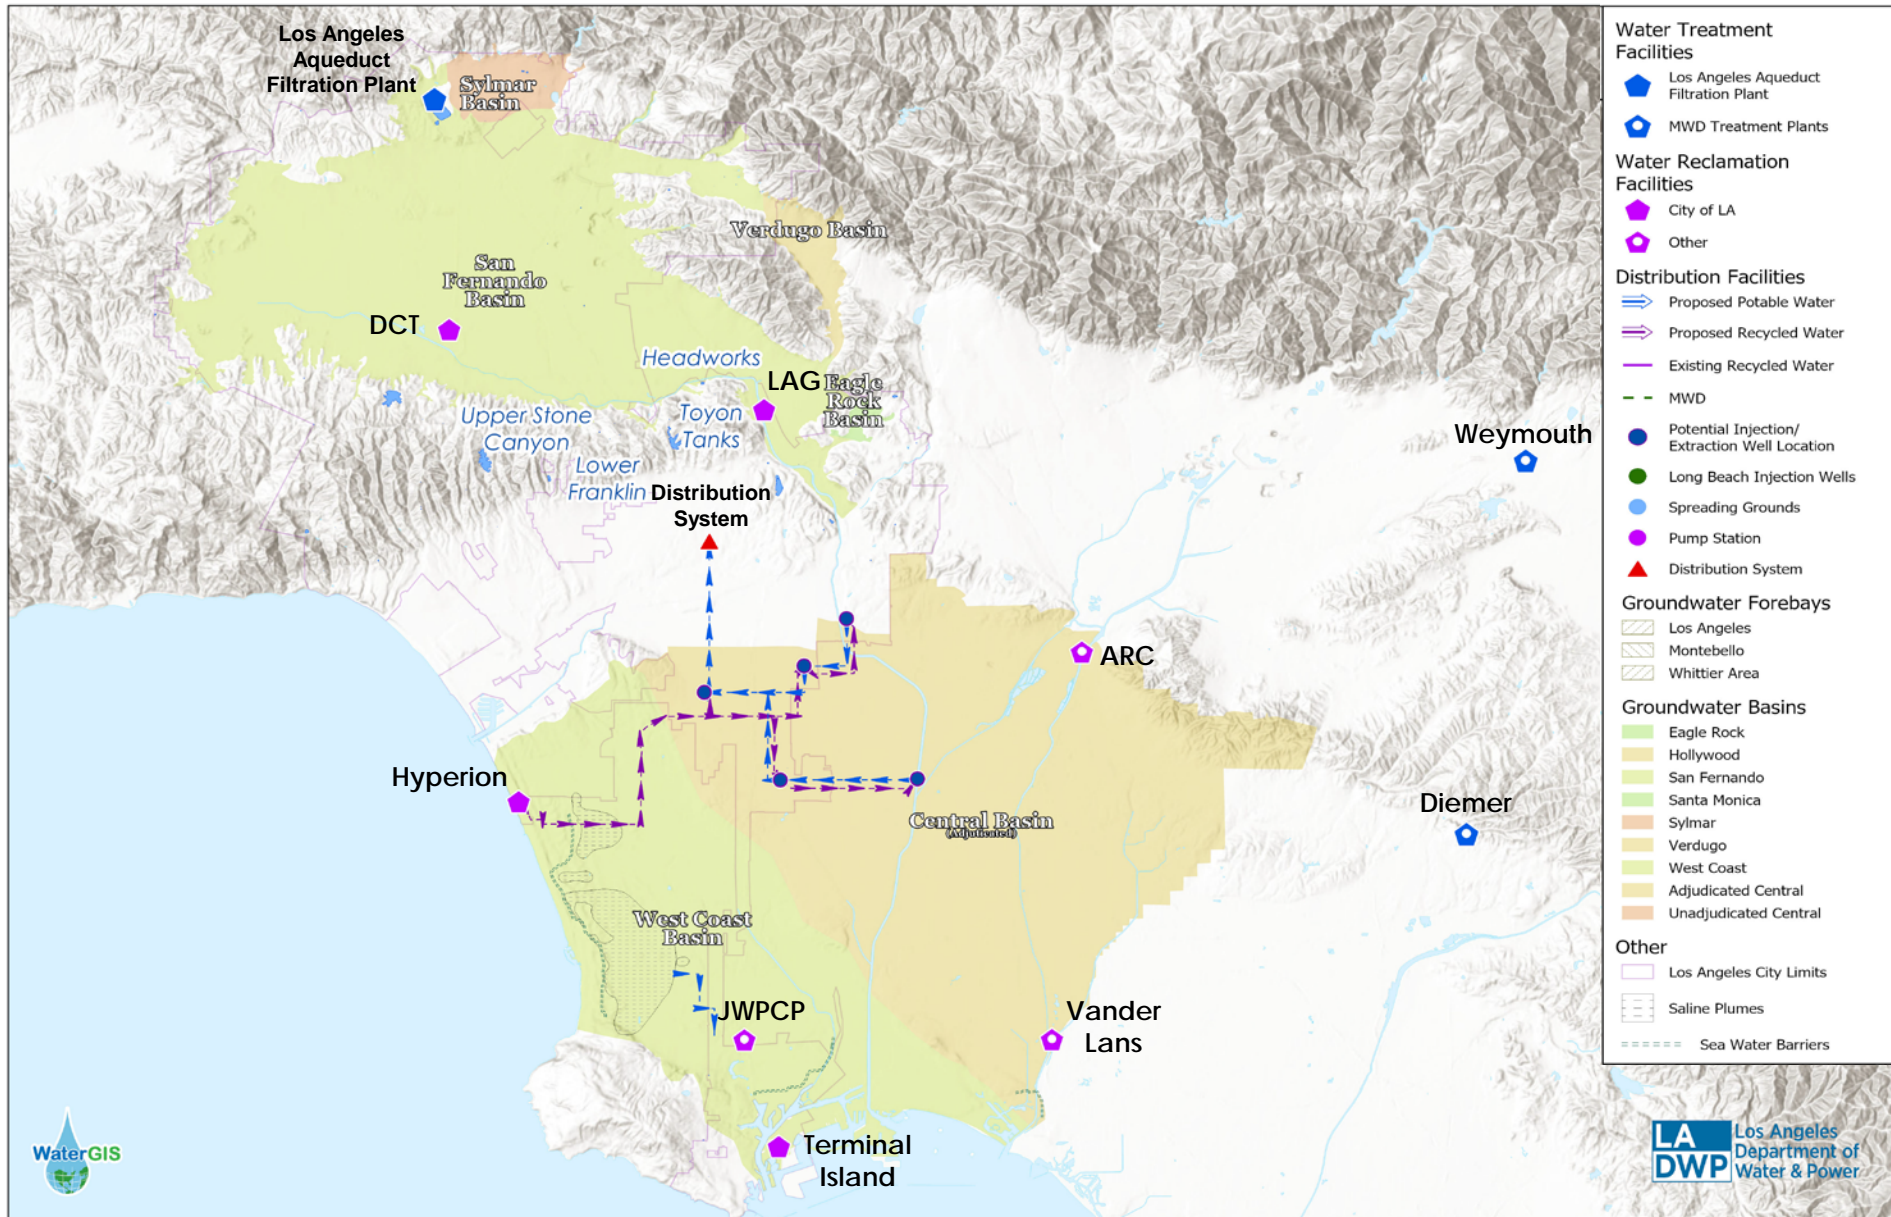 Los Angeles
Aqueduct
Filtration Plant
Sylmar
Basin
Verdugo Basin
San
Fernando
Basin
DCT
Headworks
LAG
Eagle
Rock
Basin
Upper Stone
Canyon
Toyon
Tanks
Lower
Franklin
Distribution
System
Weymouth
ARC
Hyperion
Diemer
Central Basin
(Adjudicated)
West Coast
Basin
JWPCP
Vander
Lans
Terminal
Island
WaterGIS
Water Treatment
Facilities
Los Angeles Aqueduct
Filtration Plant
MWD Treatment Plants
Water Reclamation
Facilities
City of LA
Other
Distribution Facilities
Proposed Potable Water
Proposed Recycled Water
Existing Recycled Water
MWD
Potential Injection/
Extraction Well Location
Long Beach Injection Wells
Spreading Grounds
Pump Station
Distribution System
Groundwater Forebays
Los Angeles
Montebello
Whittier Area
Groundwater Basins
Eagle Rock
Hollywood
San Fernando
Santa Monica
Sylmar
Verdugo
West Coast
Adjudicated Central
Unadjudicated Central
Other
Los Angeles City Limits
Saline Plumes
Sea Water Barriers
LA
DWP
Los Angeles
Department of
Water & Power